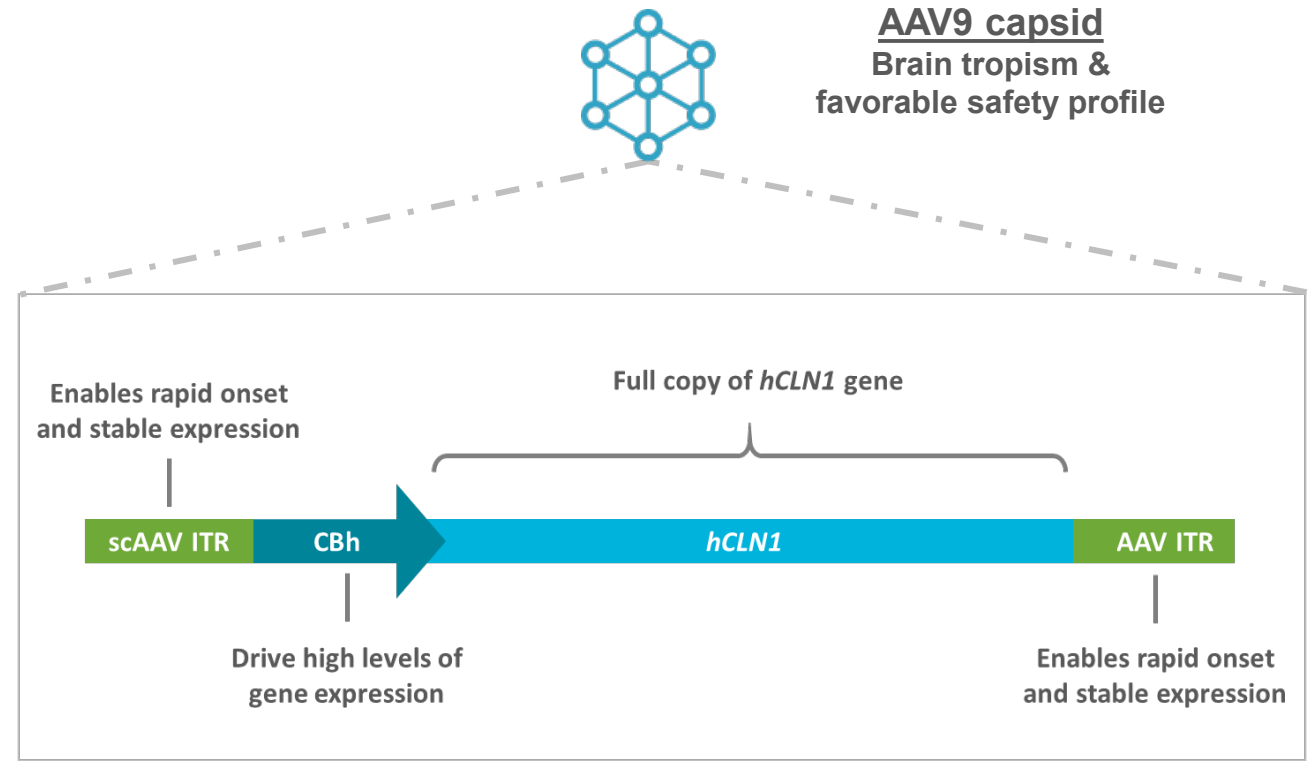 AAV9 capsid
Brain tropism &
favorable safety profile
Enables rapid onset
and stable expression
Full copy of hCLN1 gene
scAAV ITR
CBh
hCLN1
AAV ITR
Drive high levels of
gene expression
Enables rapid onset
and stable expression